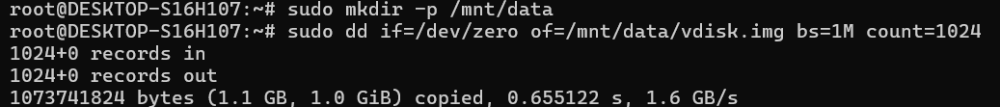 root@DESKTOP-S16H107:~# sudo mkdir -p /mnt/data
root@DESKTOP-S16H107:~# sudo dd if=/dev/zero of=/mnt/data/vdisk.img bs=1M count=1024
1024+0 records in
1024+0 records out
1073741824 bytes (1.1 GB, 1.0 GiB) copied, 0.655122 s, 1.6 GB/s